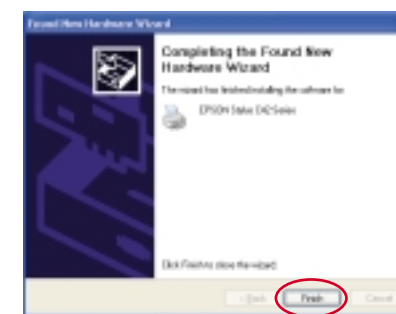 Found New Hardware Wizard
Completing the Found New
Hardware Wizard
The wizard has finished installing the software for:
EPSON Stylus C42 Series
Click Finish to close the wizard.
< Back Finish Cancel